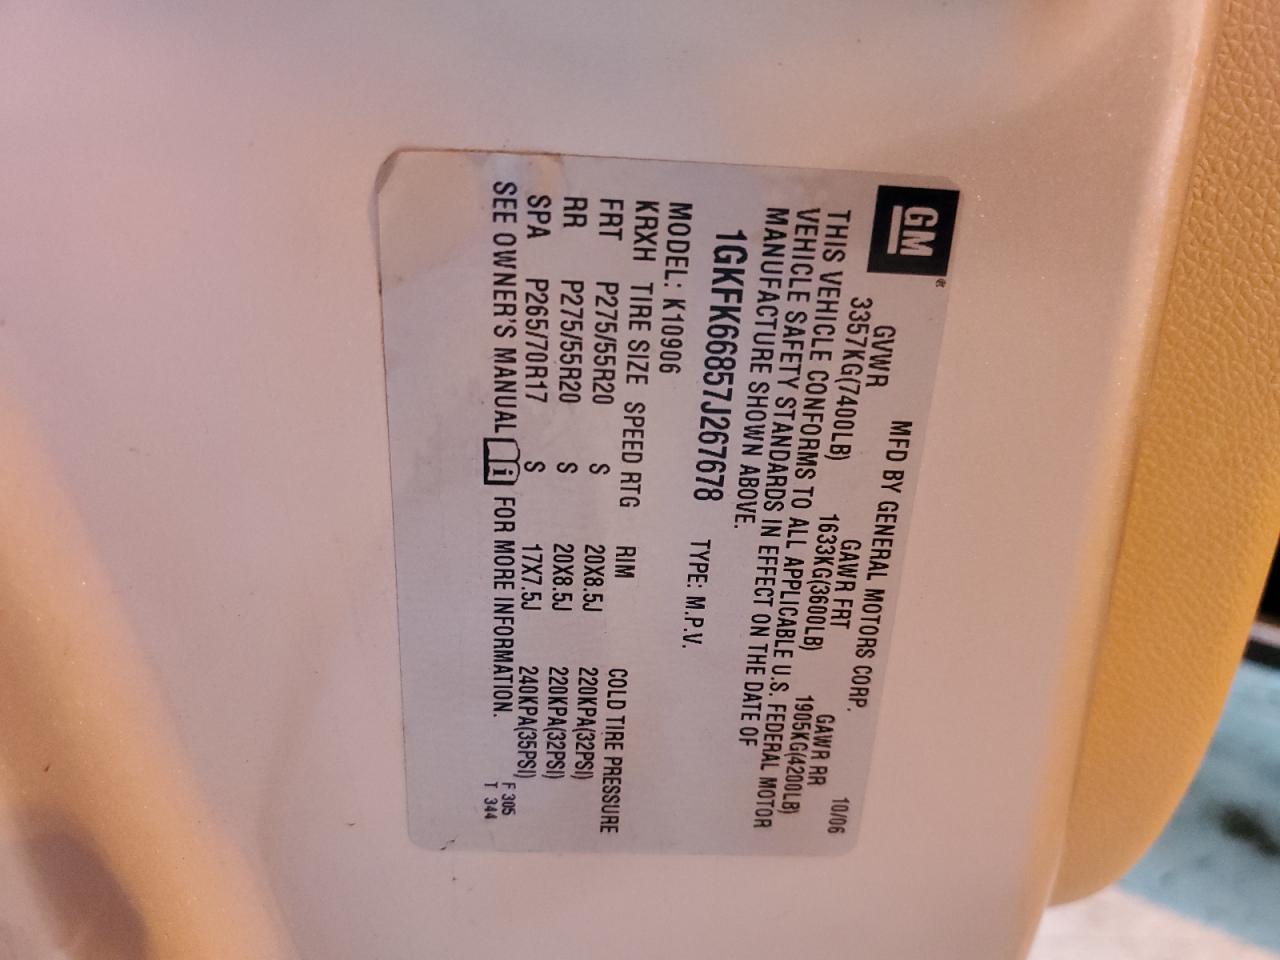 GM
MFD BY GENERAL MOTORS CORP. 10/06
GVWR GAWR FRT GAWR RR
3357KG(7400LB) 1633KG(3600LB) 1905KG(4200LB)
THIS VEHICLE CONFORMS TO ALL APPLICABLE U.S. FEDERAL MOTOR
VEHICLE SAFETY STANDARDS IN EFFECT ON THE DATE OF
MANUFACTURE SHOWN ABOVE.
1GKFK66857J267678 TYPE: M.P.V.
MODEL: K10906
KRXH TIRE SIZE SPEED RTG RIM COLD TIRE PRESSURE
FRT P275/55R20 S 20X8.5J 220KPA(32PSI)
RR P275/55R20 S 20X8.5J 220KPA(32PSI)
SPA P265/70R17 S 17X7.5J 240KPA(35PSI)
SEE OWNER'S MANUAL i FOR MORE INFORMATION.
F 305
T 344